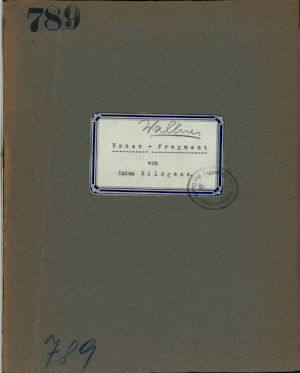 789
Wallner
Moses - Fragment
von
Anton Wildgans.
789